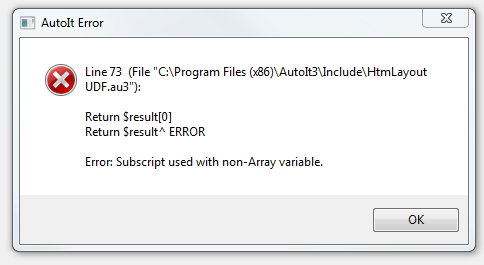 AutoIt Error
Line 73  (File "C:\Program Files (x86)\AutoIt3\Include\HtmLayout
UDF.au3"):
Return $result[0]
Return $result^ ERROR
Error: Subscript used with non-Array variable.
OK